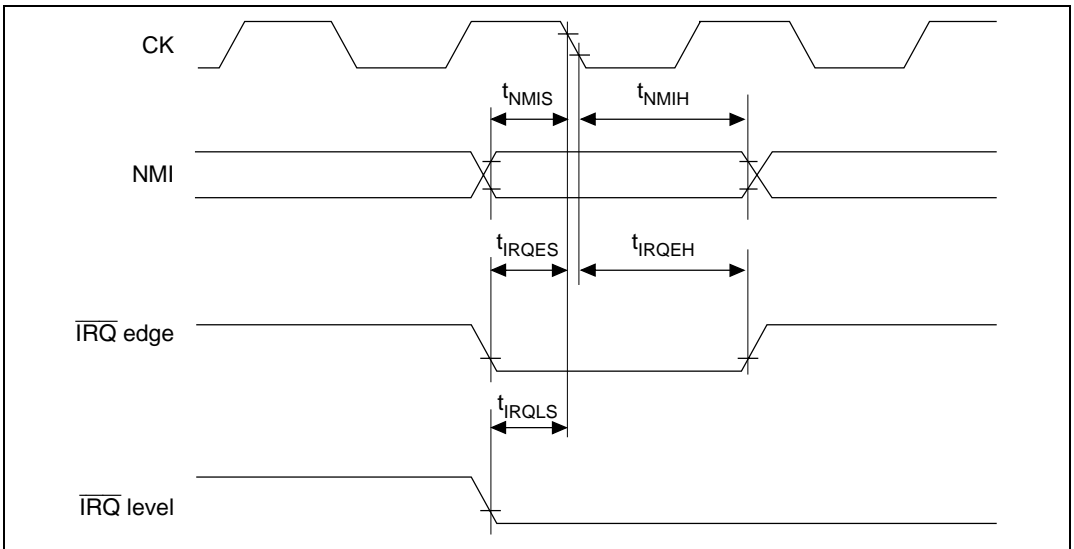 CK
tNMIS
tNMIH
NMI
tIRQES
tIRQEH
IRQ edge
tIRQLS
IRQ level